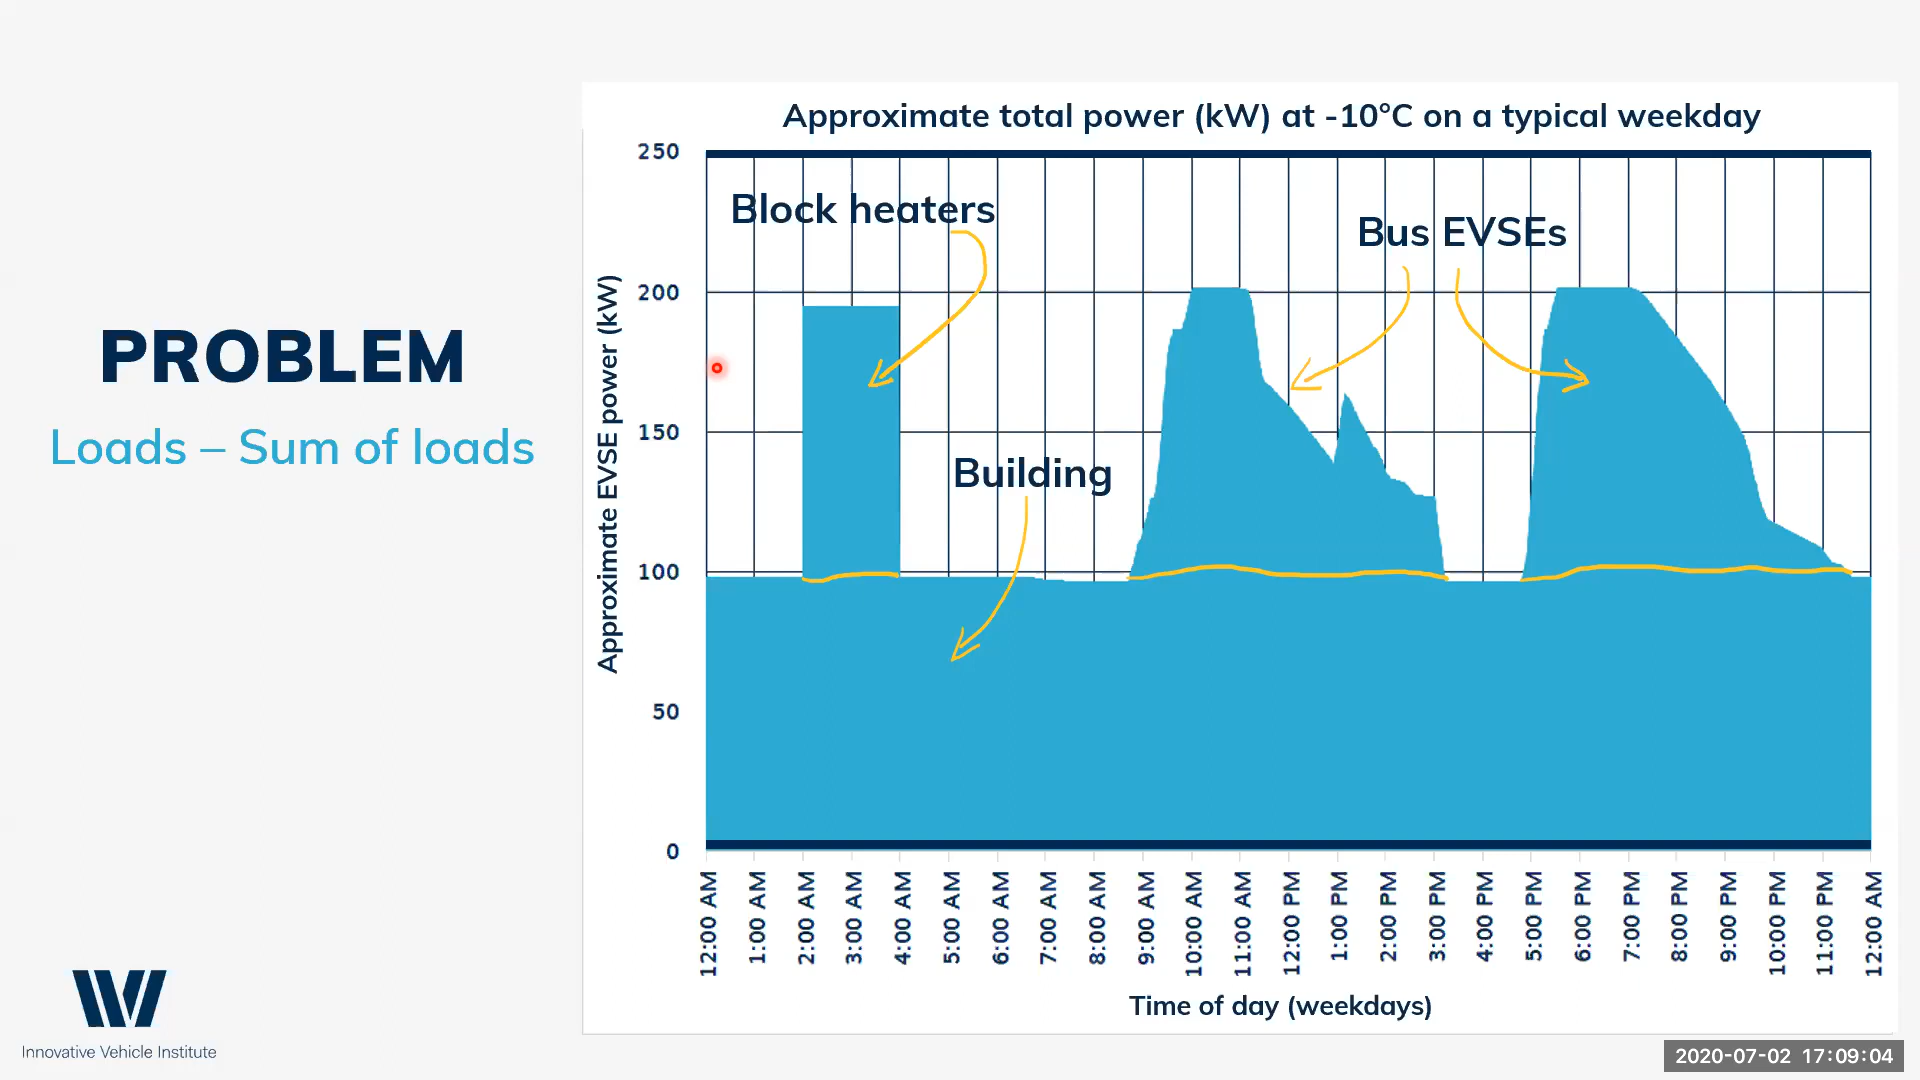 PROBLEM
Loads – Sum of loads
Approximate total power (kW) at -10°C on a typical weekday
Block heaters
Bus EVSEs
Building
Approximate EVSE power (kW)
250
200
150
100
50
0
12:00 AM
1:00 AM
2:00 AM
3:00 AM
4:00 AM
5:00 AM
6:00 AM
7:00 AM
8:00 AM
9:00 AM
10:00 AM
11:00 AM
12:00 PM
1:00 PM
2:00 PM
3:00 PM
4:00 PM
5:00 PM
6:00 PM
7:00 PM
8:00 PM
9:00 PM
10:00 PM
11:00 PM
12:00 AM
Time of day (weekdays)
Innovative Vehicle Institute
2020-07-02 17:09:04